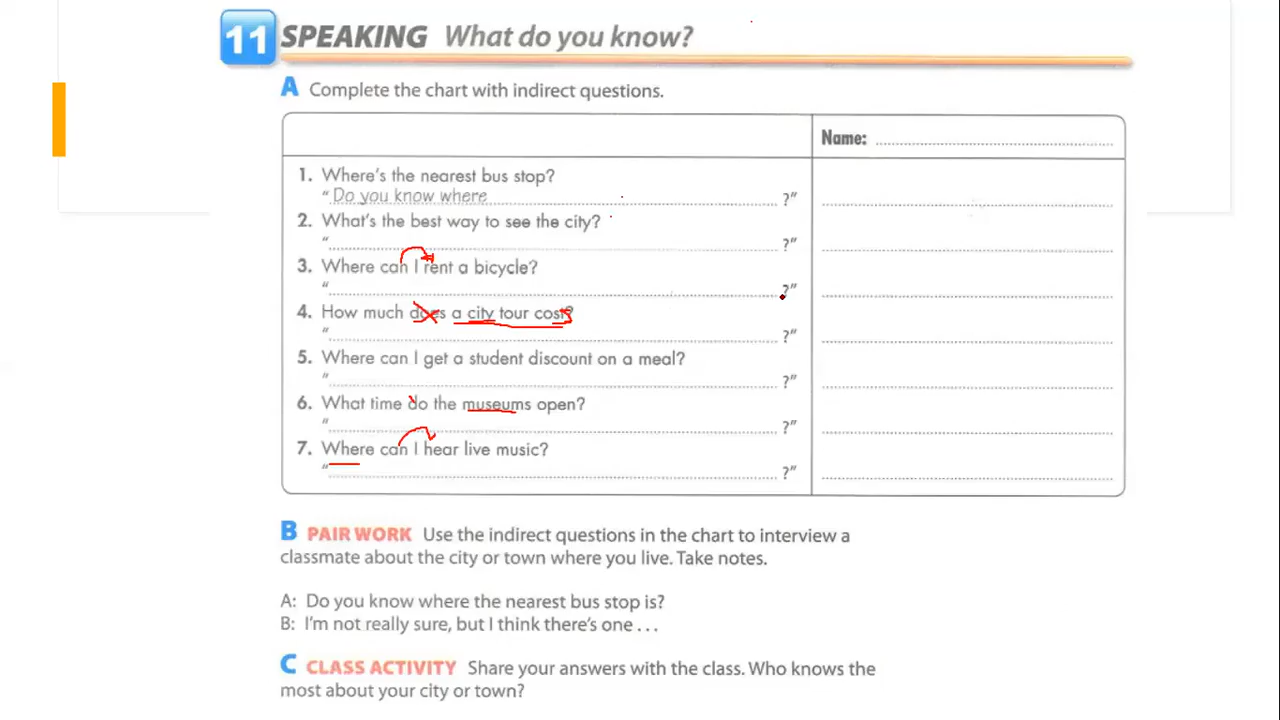 11 SPEAKING What do you know?
A Complete the chart with indirect questions.
Name:
1. Where's the nearest bus stop?
"Do you know where ?"
2. What's the best way to see the city?
" ?"
3. Where can I rent a bicycle?
" ?"
4. How much does a city tour cost?
" ?"
5. Where can I get a student discount on a meal?
" ?"
6. What time do the museums open?
" ?"
7. Where can I hear live music?
" ?"
B PAIR WORK Use the indirect questions in the chart to interview a
classmate about the city or town where you live. Take notes.
A: Do you know where the nearest bus stop is?
B: I'm not really sure, but I think there's one ...
C CLASS ACTIVITY Share your answers with the class. Who knows the
most about your city or town?